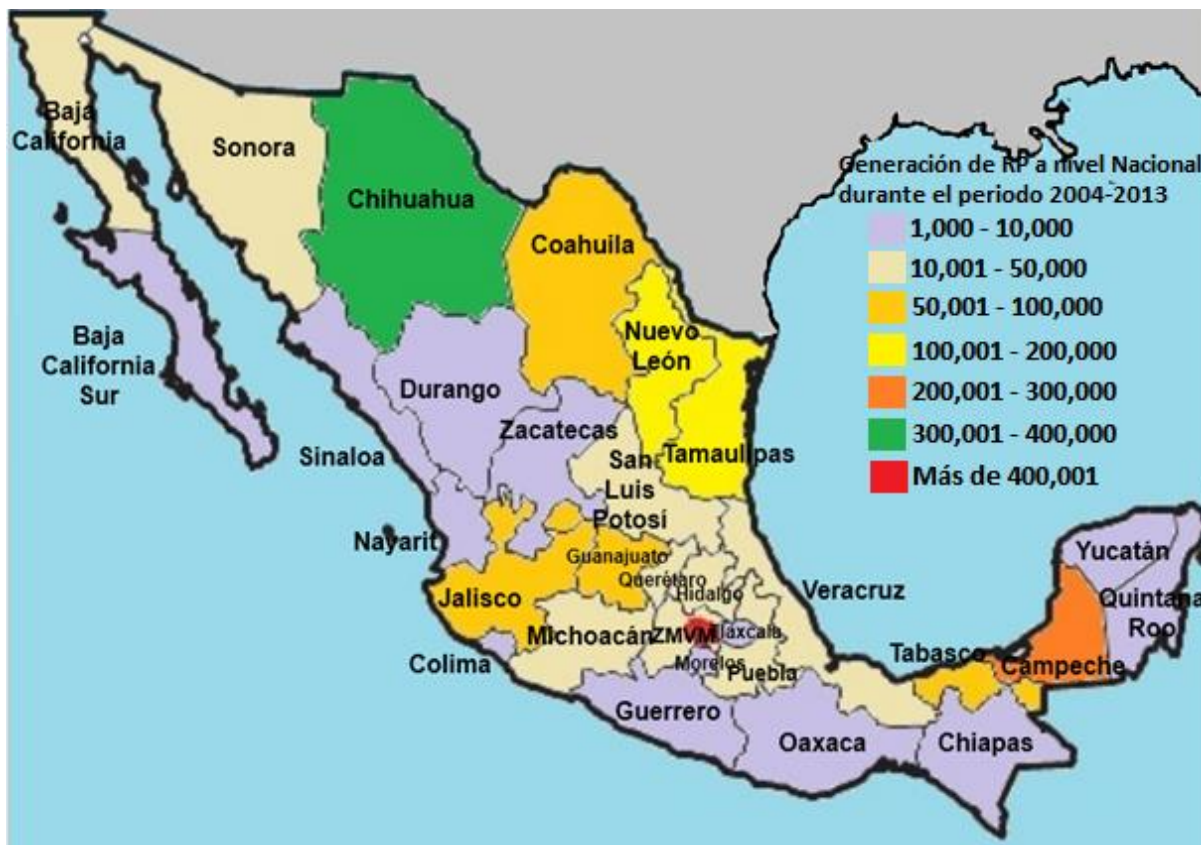 Baja
California
Sonora
Chihuahua
Coahuila
Nuevo
León
Tamaulipas
Baja
California
Sur
Durango
Zacatecas
Sinaloa
San
Luis
Potosí
Nayarit
Guanajuato
Querétaro
Hidalgo
Jalisco
Michoacán
ZMVM
Tlaxcala
Morelos
Puebla
Colima
Veracruz
Guerrero
Oaxaca
Tabasco
Campeche
Chiapas
Yucatán
Quintana
Roo
Generación de RP a nivel Nacional
durante el periodo 2004-2013
1,000 - 10,000
10,001 - 50,000
50,001 - 100,000
100,001 - 200,000
200,001 - 300,000
300,001 - 400,000
Más de 400,001